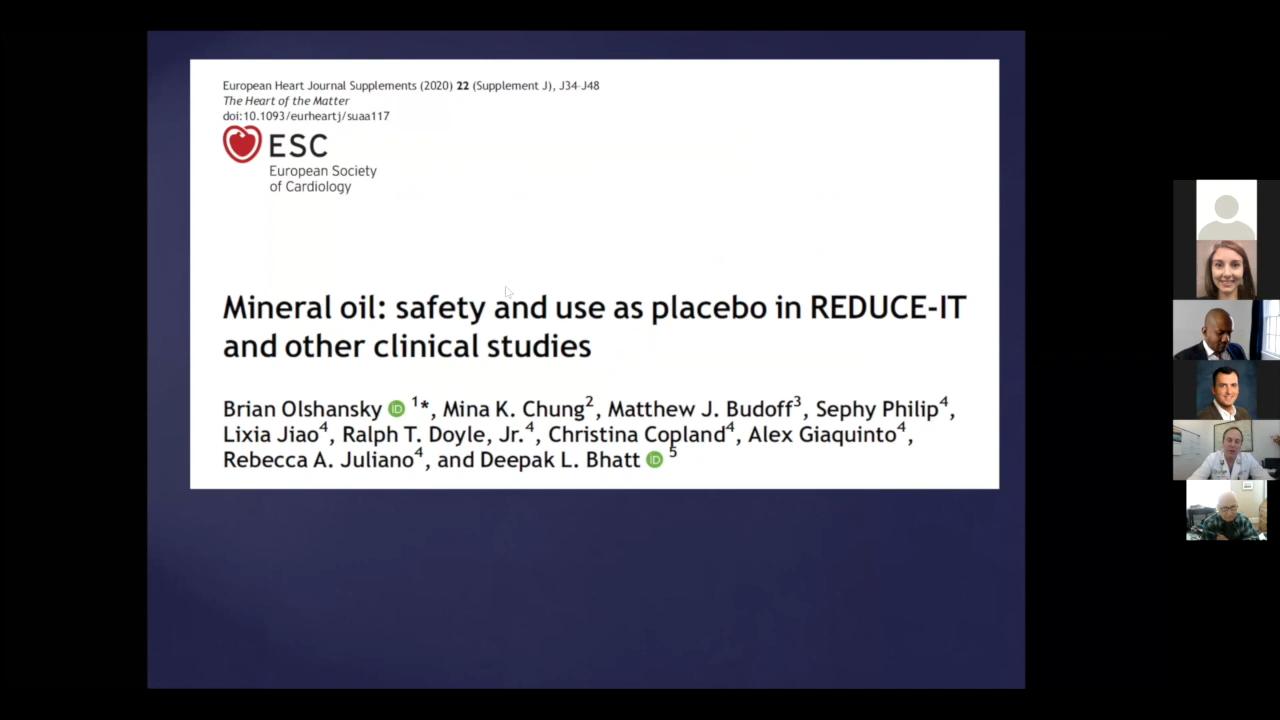 European Heart Journal Supplements (2020) 22 (Supplement J), J34–J48
The Heart of the Matter
doi:10.1093/eurheartj/suaa117
ESC
European Society
of Cardiology
Mineral oil: safety and use as placebo in REDUCE-IT
and other clinical studies
Brian Olshansky iD 1*, Mina K. Chung2, Matthew J. Budoff3, Sephy Philip4,
Lixia Jiao4, Ralph T. Doyle, Jr.4, Christina Copland4, Alex Giaquinto4,
Rebecca A. Juliano4, and Deepak L. Bhatt iD 5